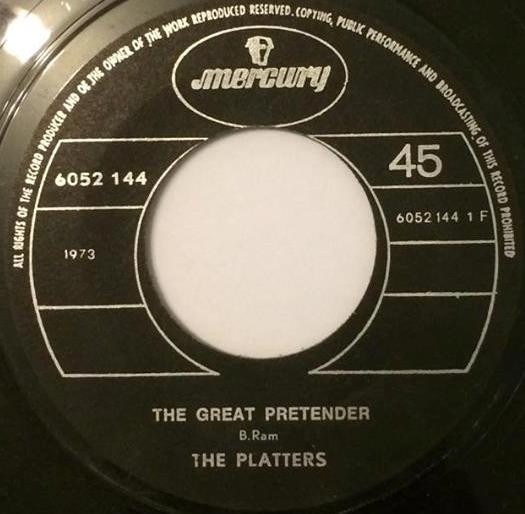 ALL RIGHTS OF THE RECORD PRODUCER AND OF THE OWNER OF THE WORK REPRODUCED RESERVED. COPYING, PUBLIC PERFORMANCE AND BROADCASTING OF THIS RECORD PROHIBITED
mercury
6052 144
45
6052 144 1 F
1973
THE GREAT PRETENDER
B.Ram
THE PLATTERS